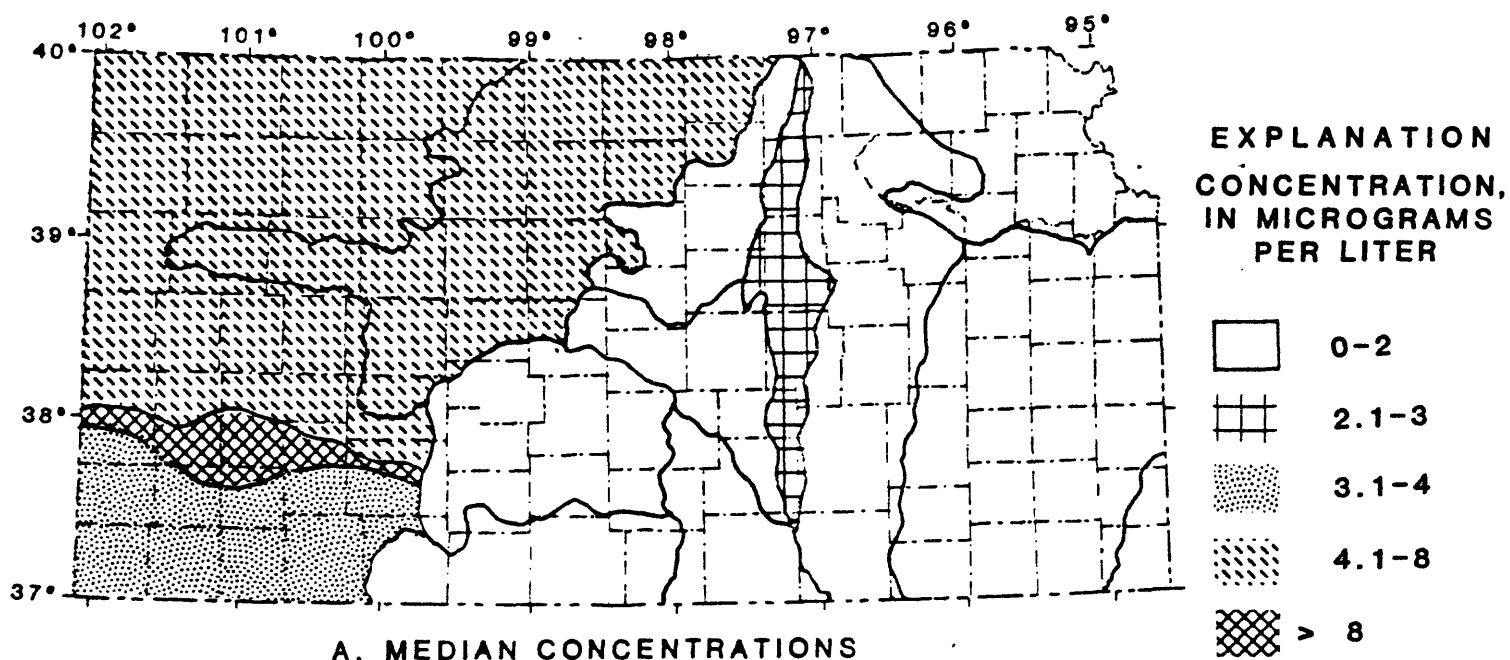 102° 101° 100° 99° 98° 97° 96° 95°
40°
39°
38°
37°
EXPLANATION
CONCENTRATION,
IN MICROGRAMS
PER LITER
0-2
2.1-3
3.1-4
4.1-8
> 8
A. MEDIAN CONCENTRATIONS